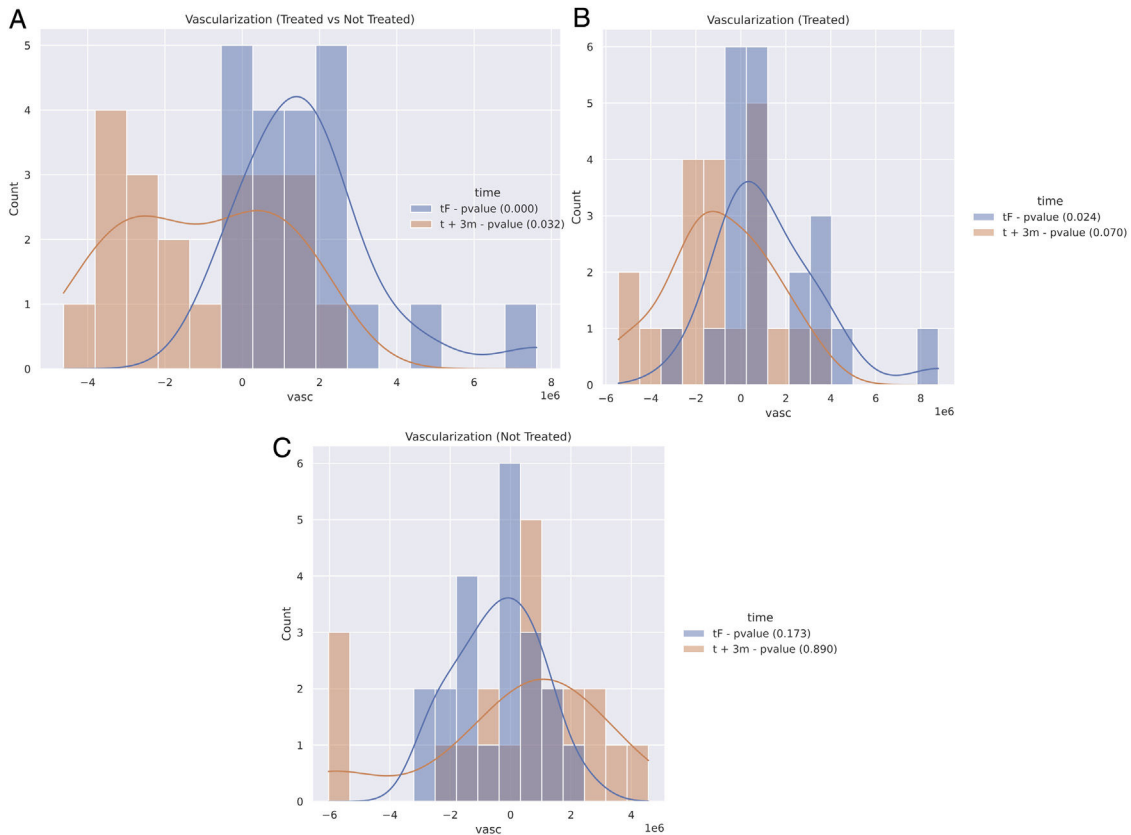 A
Vascularization (Treated vs Not Treated)
5
4
3
2
1
0
Count
time
tF - pvalue (0.000)
t + 3m - pvalue (0.032)
−4 −2 0 2 4 6 8
1e6
vasc
B
Vascularization (Treated)
6
5
4
3
2
1
0
Count
time
tF - pvalue (0.024)
t + 3m - pvalue (0.070)
−6 −4 −2 0 2 4 6 8
1e6
vasc
C
Vascularization (Not Treated)
6
5
4
3
2
1
0
Count
time
tF - pvalue (0.173)
t + 3m - pvalue (0.890)
−6 −4 −2 0 2 4
1e6
vasc